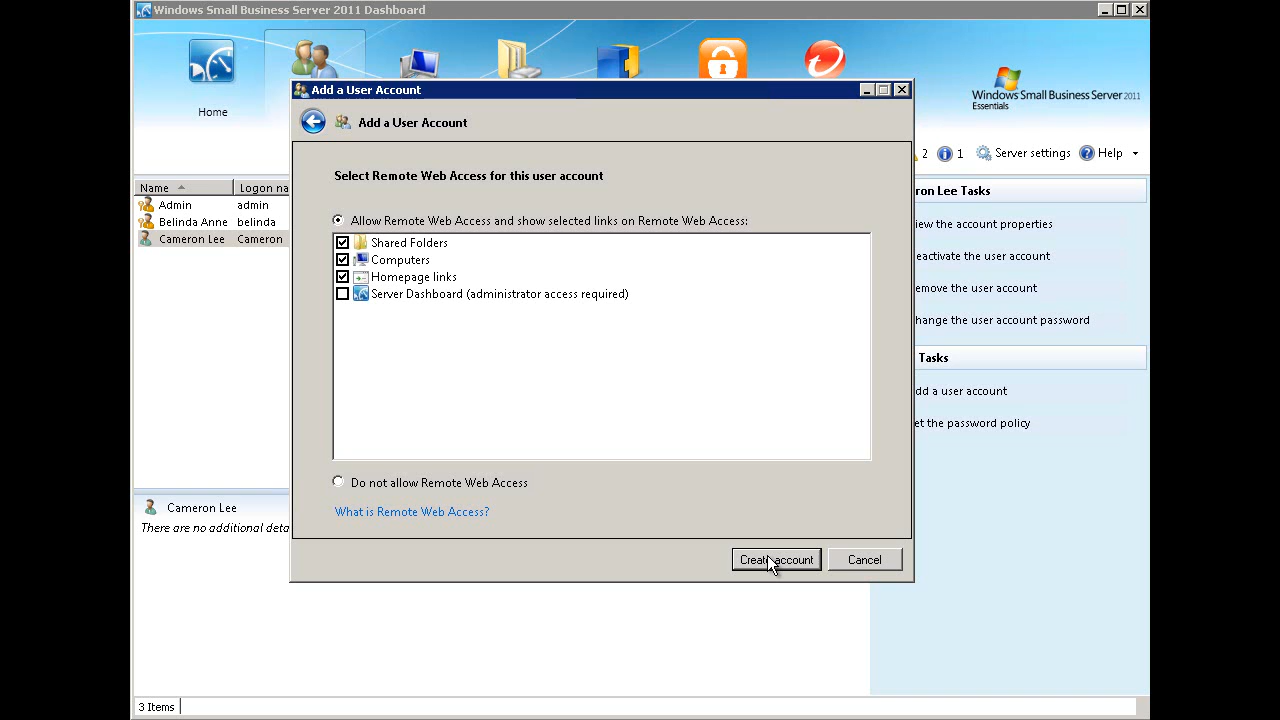 Windows Small Business Server 2011 Dashboard
Home
Windows Small Business Server 2011
Essentials
2 1 Server settings Help
Add a User Account
Add a User Account
Select Remote Web Access for this user account
Allow Remote Web Access and show selected links on Remote Web Access:
Shared Folders
Computers
Homepage links
Server Dashboard (administrator access required)
Do not allow Remote Web Access
What is Remote Web Access?
Create account Cancel
Name Logon na
Admin admin
Belinda Anne belinda
Cameron Lee Cameron
Cameron Lee
There are no additional deta
ron Lee Tasks
iew the account properties
eactivate the user account
emove the user account
hange the user account password
Tasks
dd a user account
et the password policy
3 Items